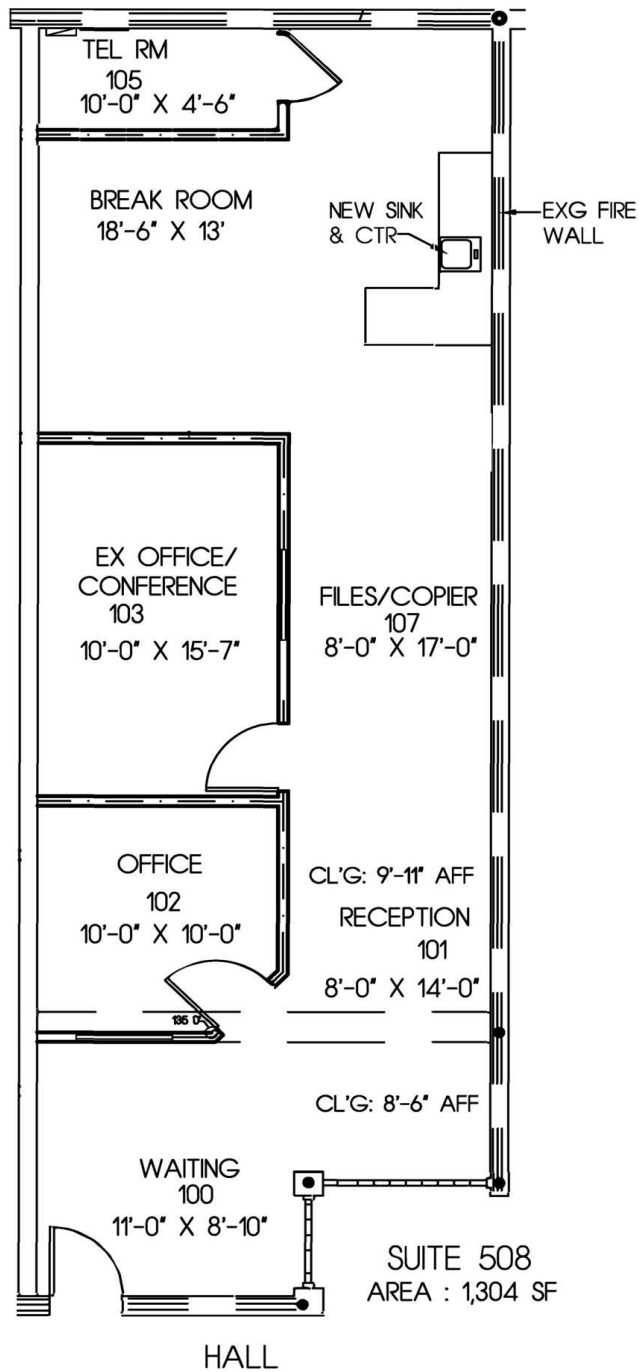 TEL RM
105
10'-0" X 4'-6"
BREAK ROOM
18'-6" X 13'
NEW SINK
& CTR
EXG FIRE
WALL
EX OFFICE/
CONFERENCE
103
10'-0" X 15'-7"
FILES/COPIER
107
8'-0" X 17'-0"
OFFICE
102
10'-0" X 10'-0"
CL'G: 9'-11" AFF
RECEPTION
101
8'-0" X 14'-0"
135 D
CL'G: 8'-6" AFF
WAITING
100
11'-0" X 8'-10"
SUITE 508
AREA : 1,304 SF
HALL